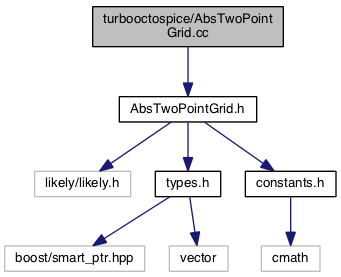 turbooctospice/AbsTwoPoint
Grid.cc
AbsTwoPointGrid.h
likely/likely.h
types.h
constants.h
boost/smart_ptr.hpp
vector
cmath